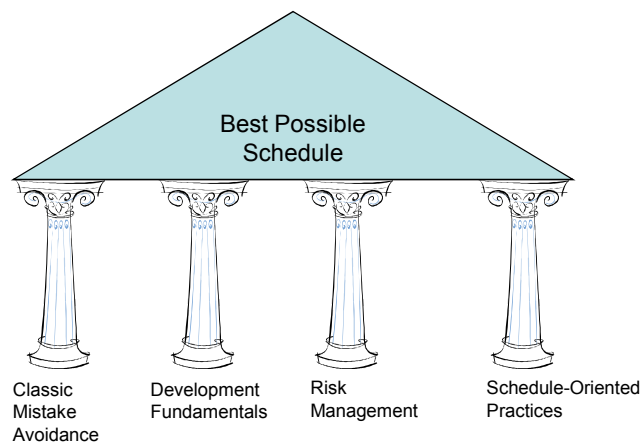 Best Possible
Schedule
Classic
Mistake
Avoidance
Development
Fundamentals
Risk
Management
Schedule-Oriented
Practices